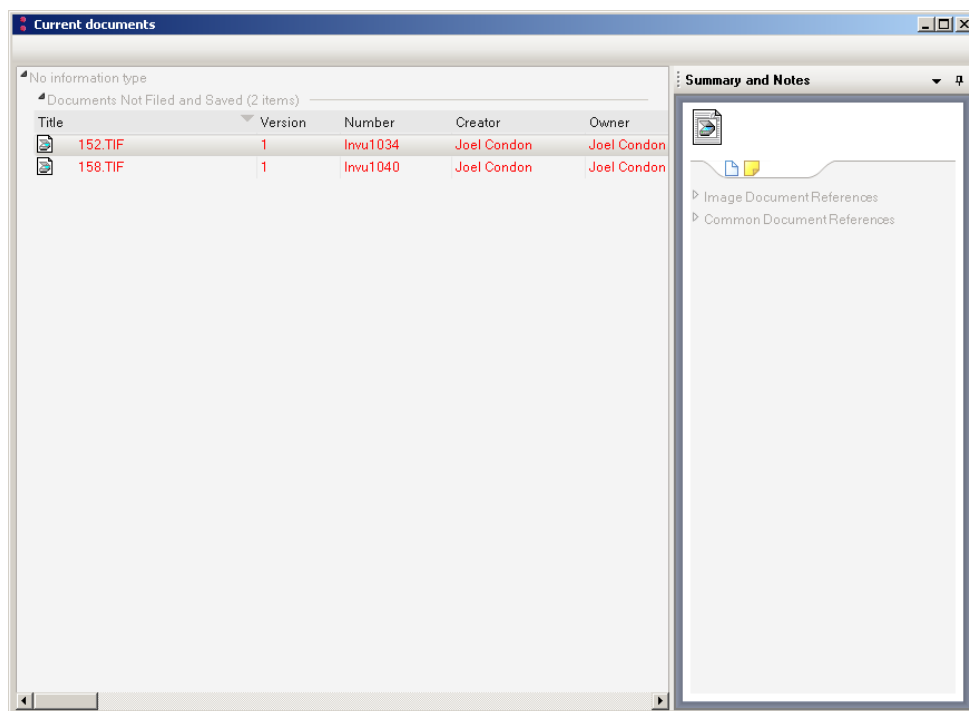 Current documents
No information type
Documents Not Filed and Saved (2 items)
Title Version Number Creator Owner
152.TIF 1 Invu1034 Joel Condon Joel Condon
158.TIF 1 Invu1040 Joel Condon Joel Condon
Summary and Notes
Image Document References
Common Document References